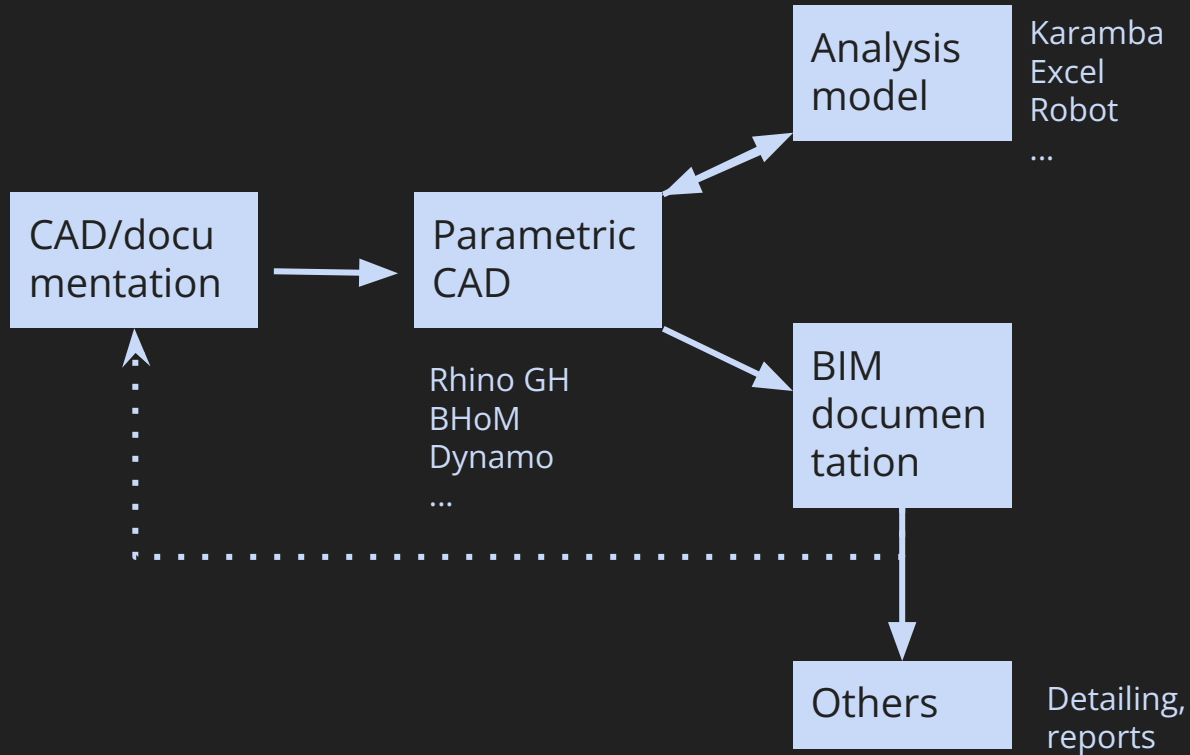 Analysis
model
Karamba
Excel
Robot
...
CAD/docu
mentation
Parametric
CAD
Rhino GH
BHoM
Dynamo
...
BIM
documen
tation
Others
Detailing,
reports